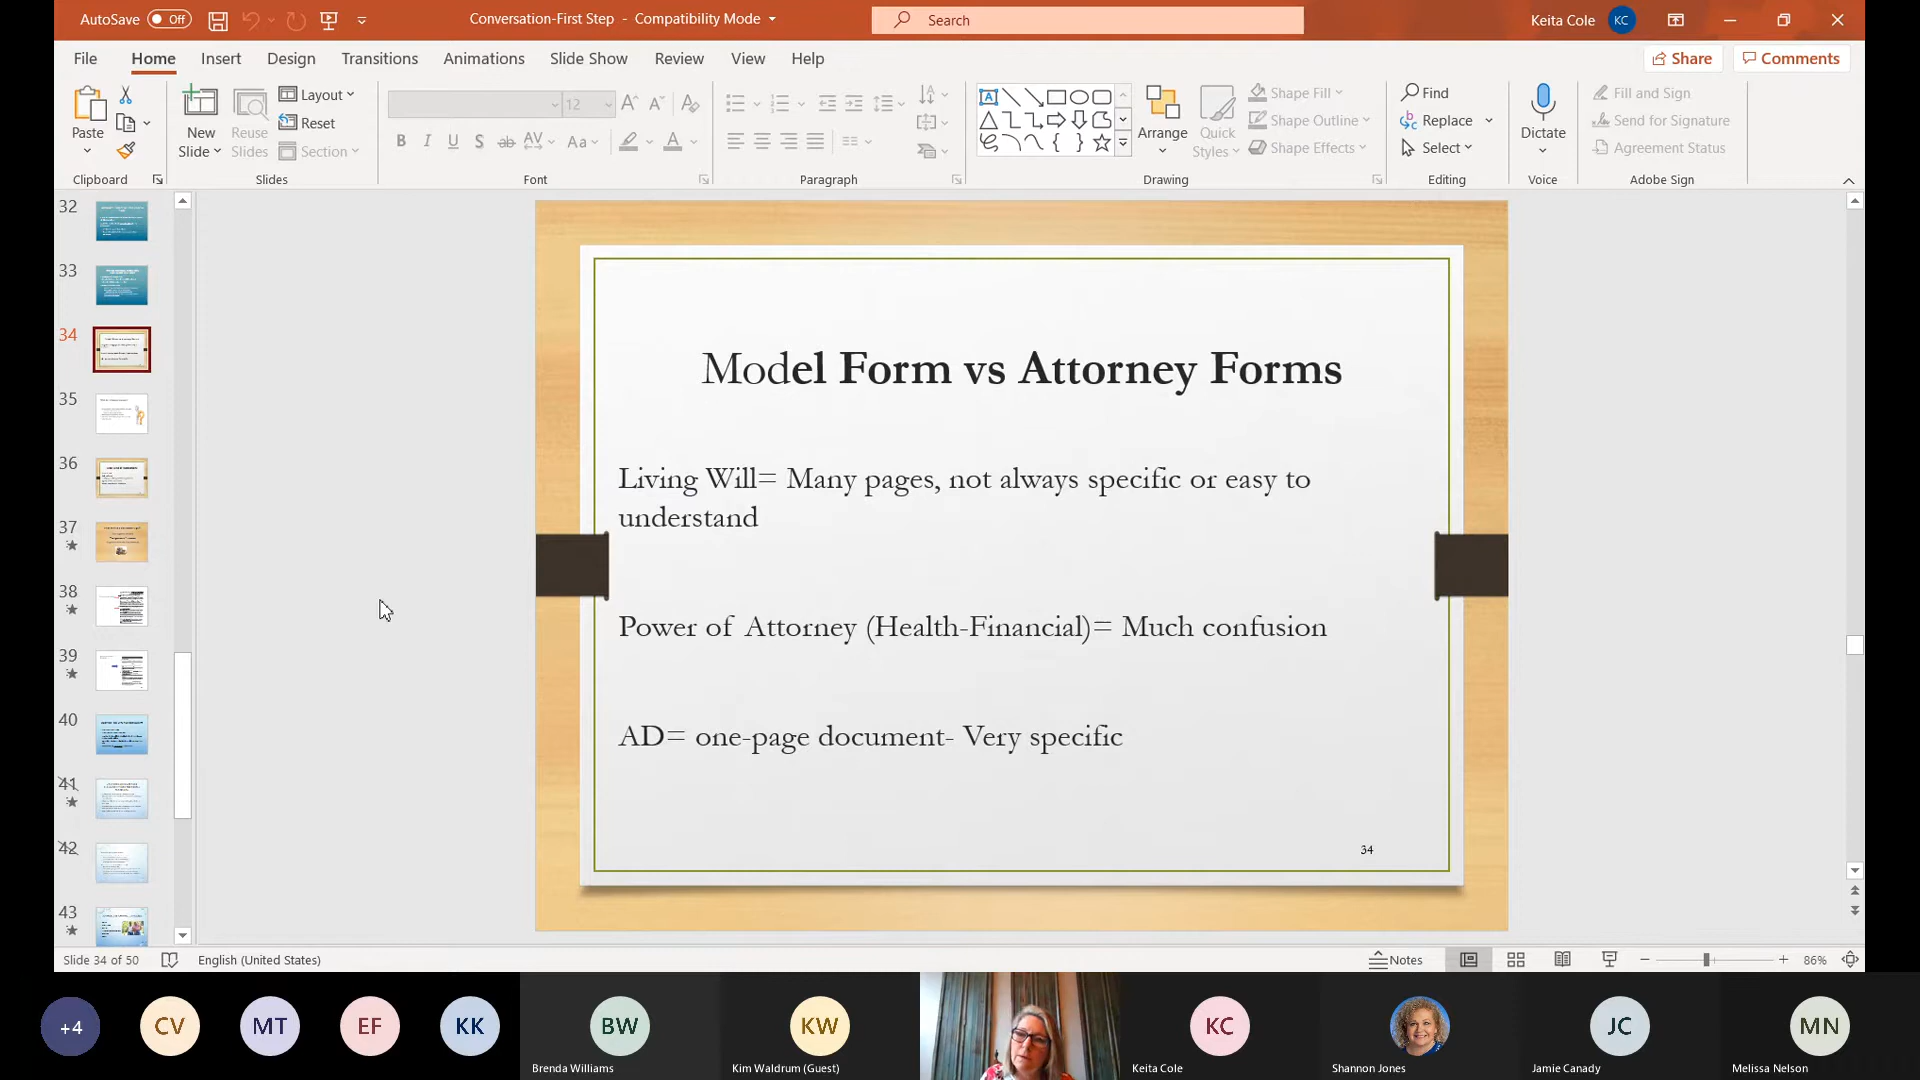 AutoSave Off
Conversation-First Step - Compatibility Mode
Search
Keita Cole KC
File Home Insert Design Transitions Animations Slide Show Review View Help
Share Comments
Paste
Clipboard
New Slide
Reuse Slides
Layout
Reset
Section
Slides
12
B I U S ab AV Aa A
Font
Paragraph
Arrange
Quick Styles
Shape Fill
Shape Outline
Shape Effects
Drawing
Find
Replace
Select
Editing
Dictate
Voice
Fill and Sign
Send for Signature
Agreement Status
Adobe Sign
32
33
34
35
36
37
38
39
40
41
42
43
Model Form vs Attorney Forms
Living Will= Many pages, not always specific or easy to
understand
Power of Attorney (Health-Financial)= Much confusion
AD= one-page document- Very specific
34
Slide 34 of 50
English (United States)
Notes
86%
+4 CV MT EF KK BW KW KC JC MN
Brenda Williams Kim Waldrum (Guest) Keita Cole Shannon Jones Jamie Canady Melissa Nelson